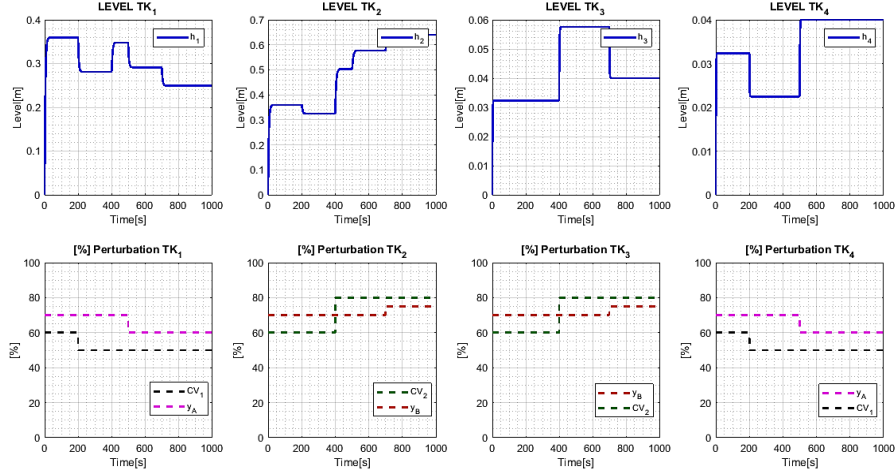 LEVEL TK1
LEVEL TK2
LEVEL TK3
LEVEL TK4
Level[m]
0.4
0.3
0.2
0.1
0
h1
0 200 400 600 800 1000
Time[s]
Level[m]
0.7
0.6
0.5
0.4
0.3
0.2
0.1
0
h2
0 200 400 600 800 1000
Time[s]
Level[m]
0.06
0.05
0.04
0.03
0.02
0.01
0
h3
0 200 400 600 800 1000
Time[s]
Level[m]
0.04
0.03
0.02
0.01
0
h4
0 200 400 600 800 1000
Time[s]
[%] Perturbation TK1
[%] Perturbation TK2
[%] Perturbation TK3
[%] Perturbation TK4
[%]
100
80
60
40
20
0
CV1
yA
0 200 400 600 800 1000
Time[s]
[%]
100
80
60
40
20
0
CV2
yB
0 200 400 600 800 1000
Time[s]
[%]
100
80
60
40
20
0
yB
CV2
0 200 400 600 800 1000
Time[s]
[%]
100
80
60
40
20
0
yA
CV1
0 200 400 600 800 1000
Time[s]